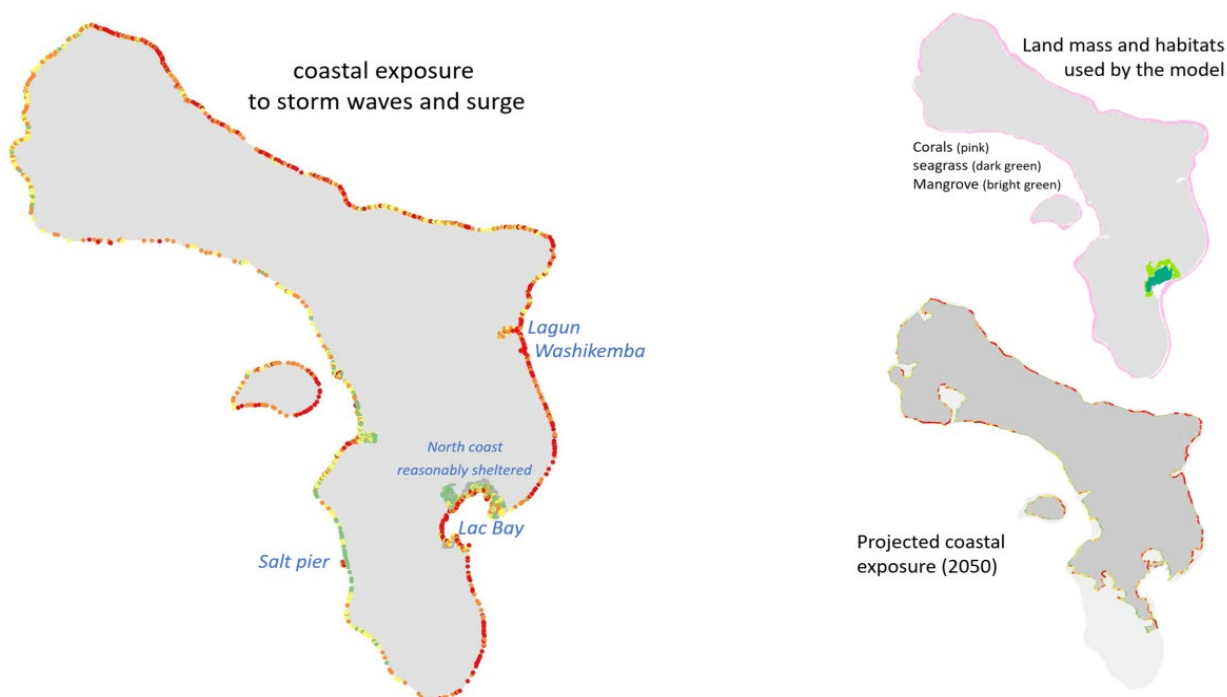 coastal exposure
to storm waves and surge
Lagun
Washikemba
North coast
reasonably sheltered
Lac Bay
Salt pier
Land mass and habitats
used by the model
Corals (pink)
seagrass (dark green)
Mangrove (bright green)
Projected coastal
exposure (2050)